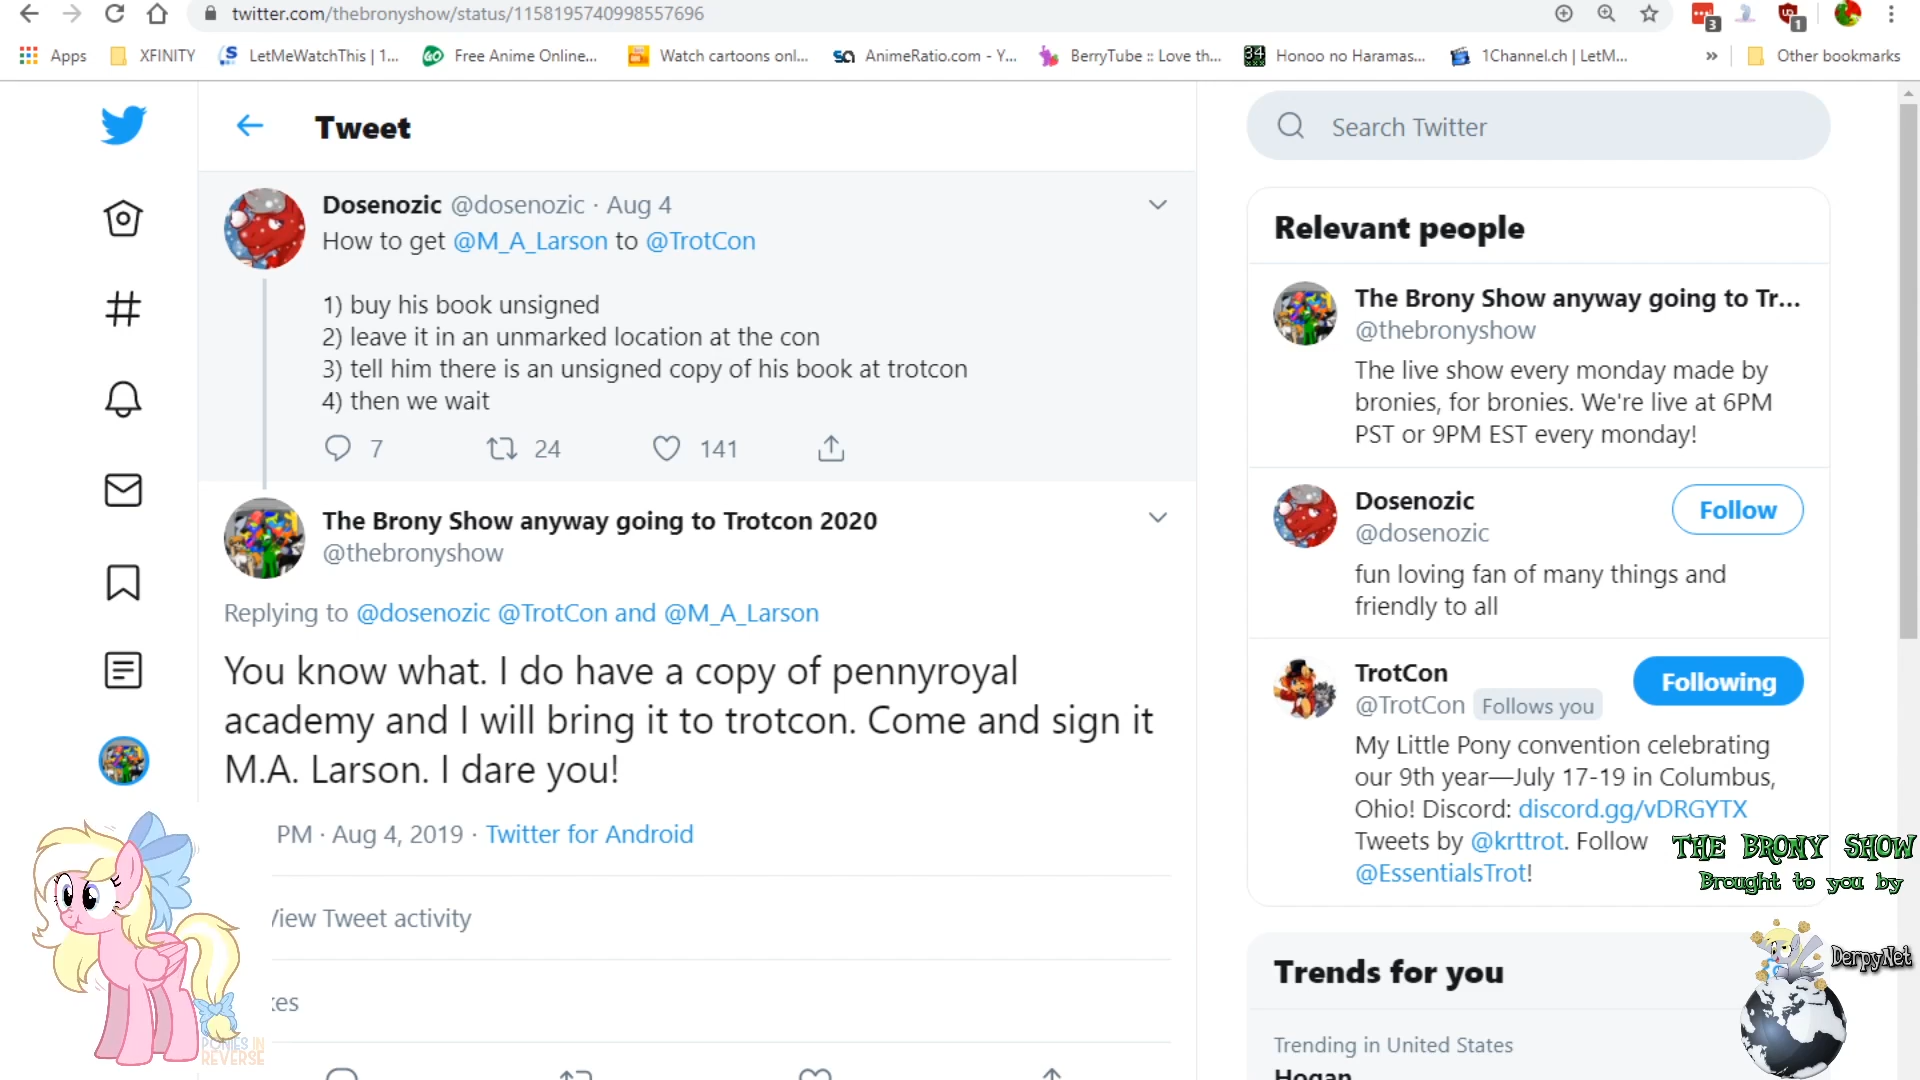 twitter.com/thebronyshow/status/1158195740998557696
3
1
Apps
XFINITY
LetMeWatchThis | 1...
Free Anime Online...
Watch cartoons onl...
AnimeRatio.com - Y...
BerryTube :: Love th...
Honoo no Haramas...
1Channel.ch | LetM...
»
Other bookmarks
Tweet
Search Twitter
Dosenozic @dosenozic · Aug 4
How to get @M_A_Larson to @TrotCon
1) buy his book unsigned
2) leave it in an unmarked location at the con
3) tell him there is an unsigned copy of his book at trotcon
4) then we wait
7 24 141
The Brony Show anyway going to Trotcon 2020
@thebronyshow
Replying to @dosenozic @TrotCon and @M_A_Larson
You know what. I do have a copy of pennyroyal
academy and I will bring it to trotcon. Come and sign it
M.A. Larson. I dare you!
PM · Aug 4, 2019 · Twitter for Android
View Tweet activity
Relevant people
The Brony Show anyway going to Tr...
@thebronyshow
The live show every monday made by
bronies, for bronies. We're live at 6PM
PST or 9PM EST every monday!
Dosenozic
@dosenozic
Follow
fun loving fan of many things and
friendly to all
TrotCon
@TrotCon Follows you
Following
My Little Pony convention celebrating
our 9th year—July 17-19 in Columbus,
Ohio! Discord: discord.gg/vDRGYTX
Tweets by @krttrot. Follow
@EssentialsTrot!
Trends for you
Trending in United States
Hogan
THE BRONY SHOW
Brought to you by
DerpyNet
PONIES IN
REVERSE